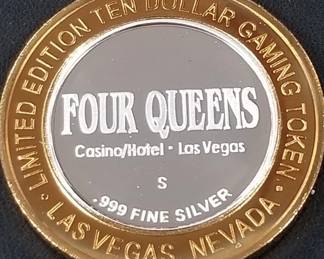 LIMITED EDITION TEN DOLLAR GAMING TOKEN
FOUR QUEENS
Casino/Hotel • Las Vegas
S
.999 FINE SILVER
• LAS VEGAS, NEVADA •